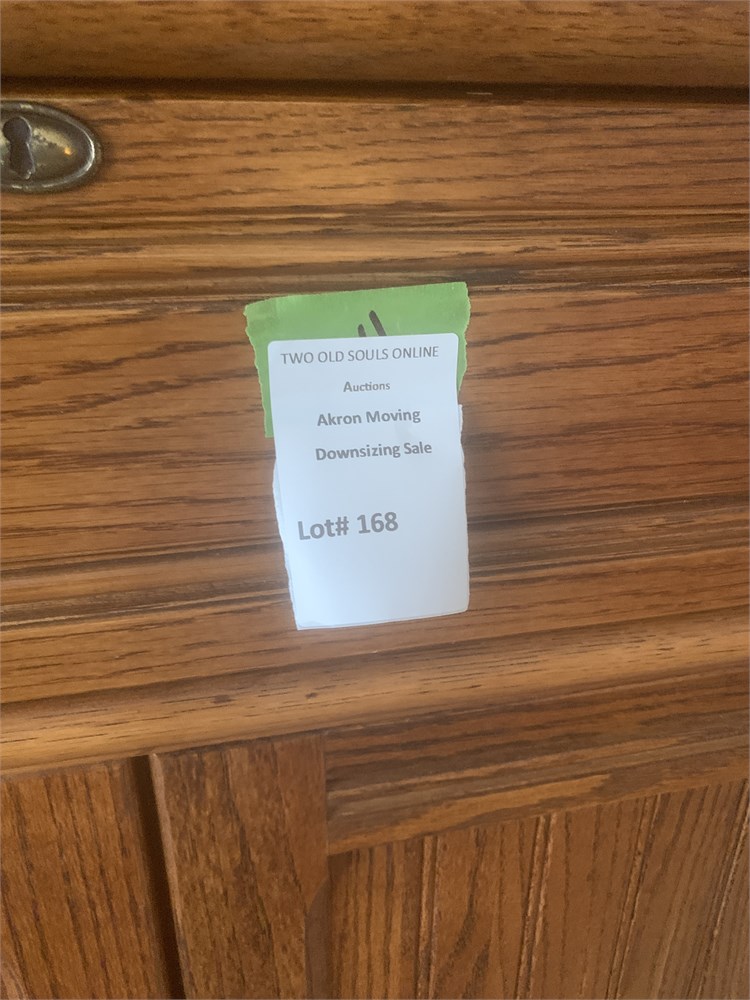 TWO OLD SOULS ONLINE
Auctions
Akron Moving
Downsizing Sale
Lot# 168